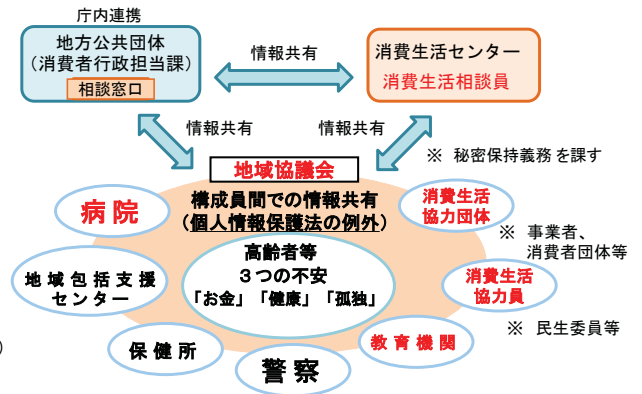 庁内連携
地方公共団体
（消費者行政担当課）
相談窓口
情報共有
消費生活センター
消費生活相談員
情報共有
情報共有
地域協議会
※ 秘密保持義務を課す
構成員間での情報共有
（個人情報保護法の例外）
病院
消費生活
協力団体
※ 事業者、
消費者団体等
高齢者等
３つの不安
「お金」「健康」「孤独」
地域包括支援
センター
消費生活
協力員
※ 民生委員等
保健所
教育機関
警察
）